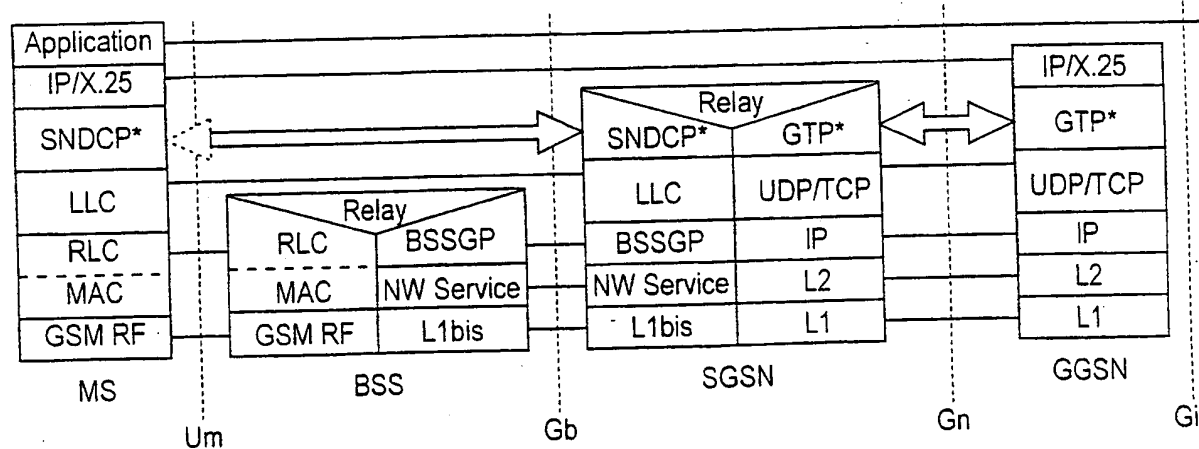 Application
IP/X.25
SNDCP*
LLC
RLC
MAC
GSM RF
MS
Um
Relay
RLC
BSSGP
MAC
NW Service
GSM RF
L1bis
BSS
Gb
Relay
SNDCP*
GTP*
LLC
UDP/TCP
BSSGP
IP
NW Service
L2
L1bis
L1
SGSN
Gn
IP/X.25
GTP*
UDP/TCP
IP
L2
L1
GGSN
Gi